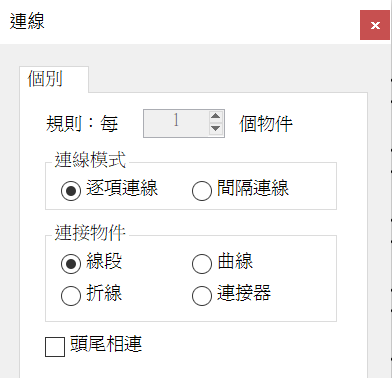 連線
個別
規則：每 1 個物件
連線模式
逐項連線 間隔連線
連接物件
線段 曲線
折線 連接器
頭尾相連